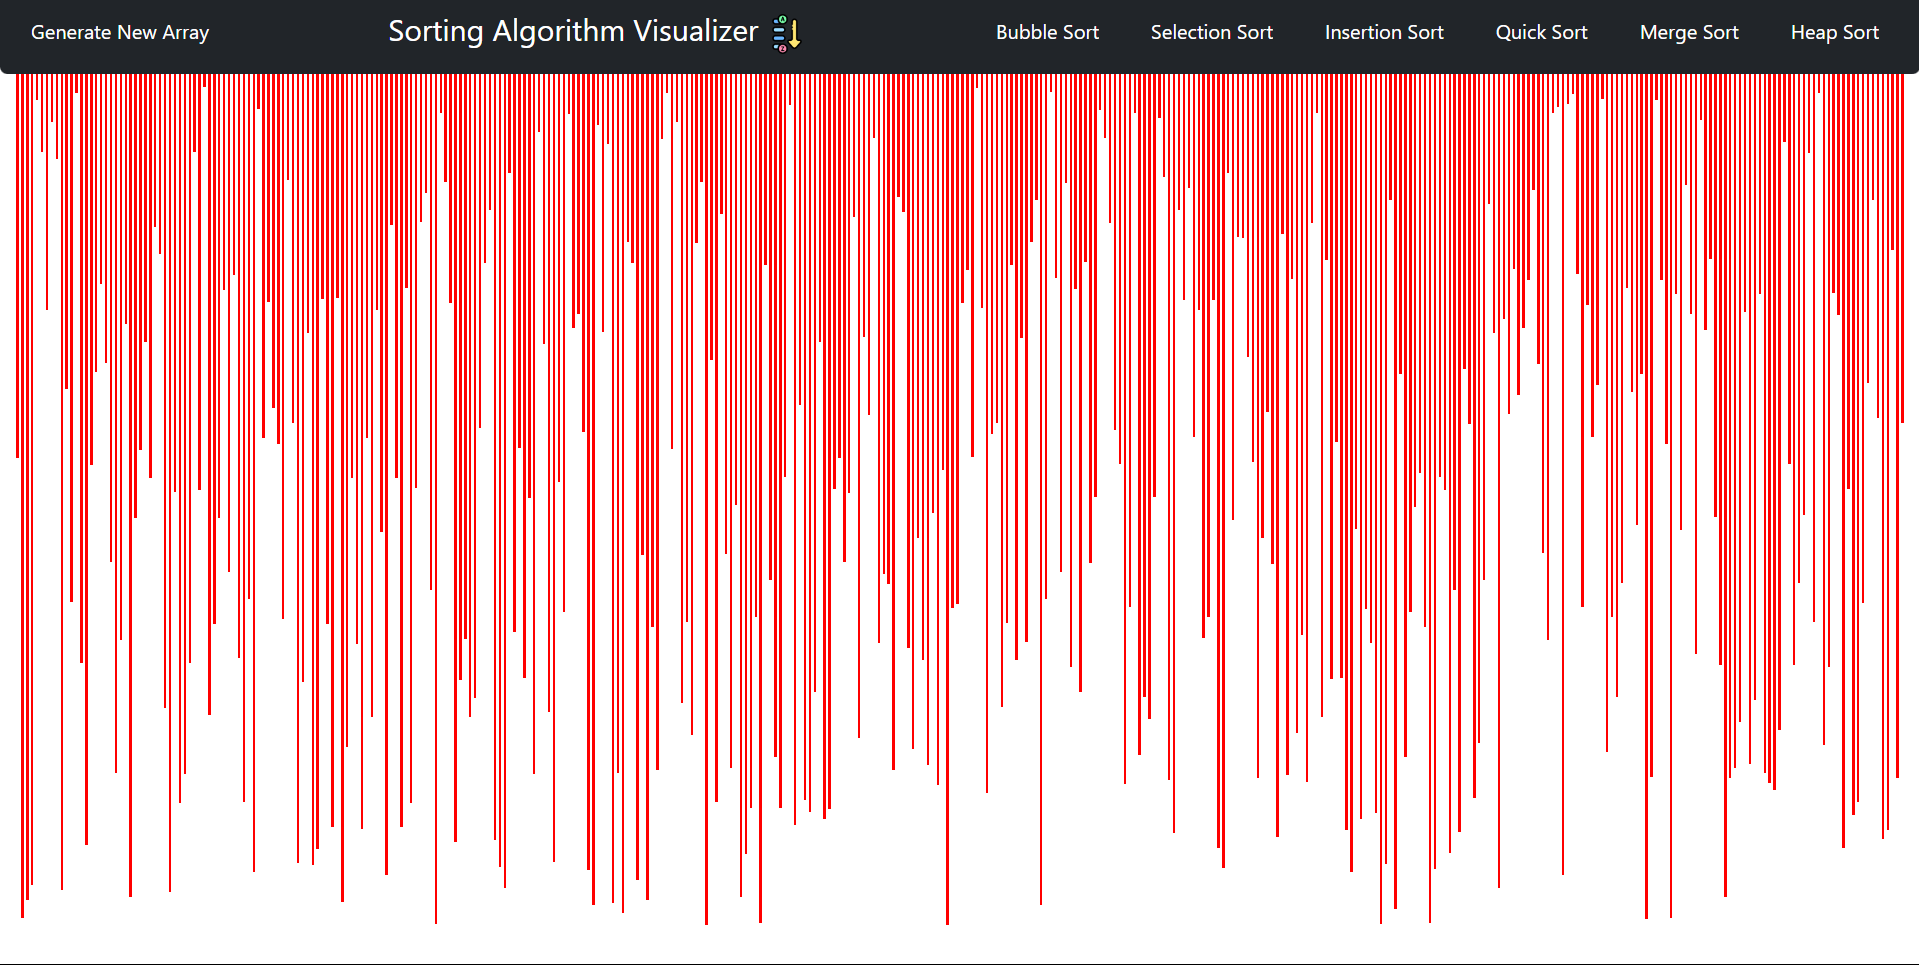 Generate New Array
Sorting Algorithm Visualizer
Bubble Sort
Selection Sort
Insertion Sort
Quick Sort
Merge Sort
Heap Sort